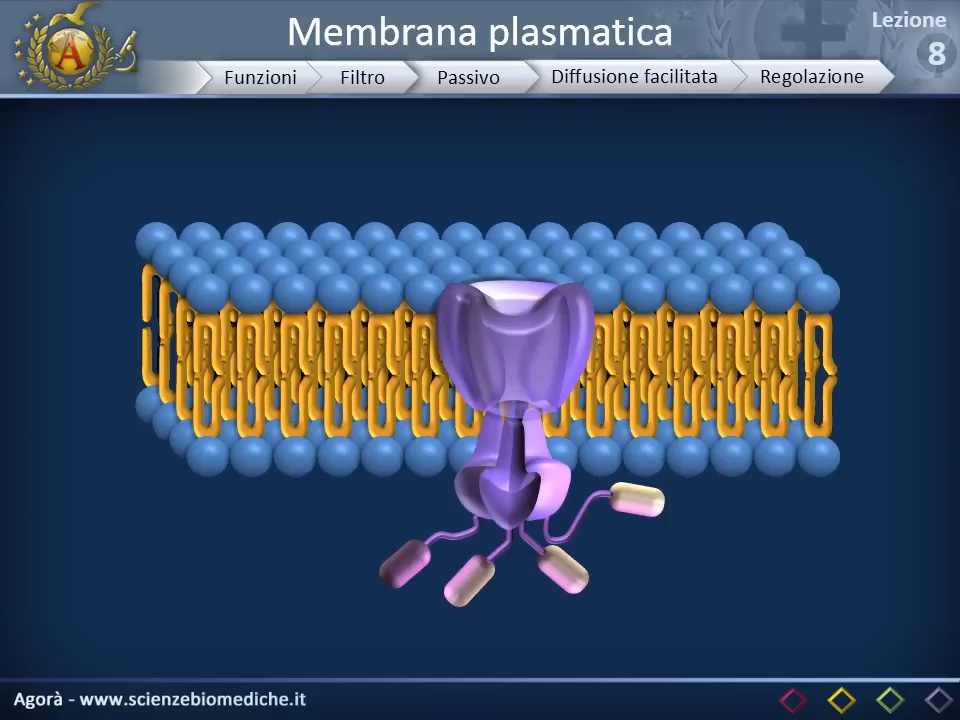 Membrana plasmatica
Lezione
8
Funzioni
Filtro
Passivo
Diffusione facilitata
Regolazione
A
Agorà - www.scienzebiomediche.it